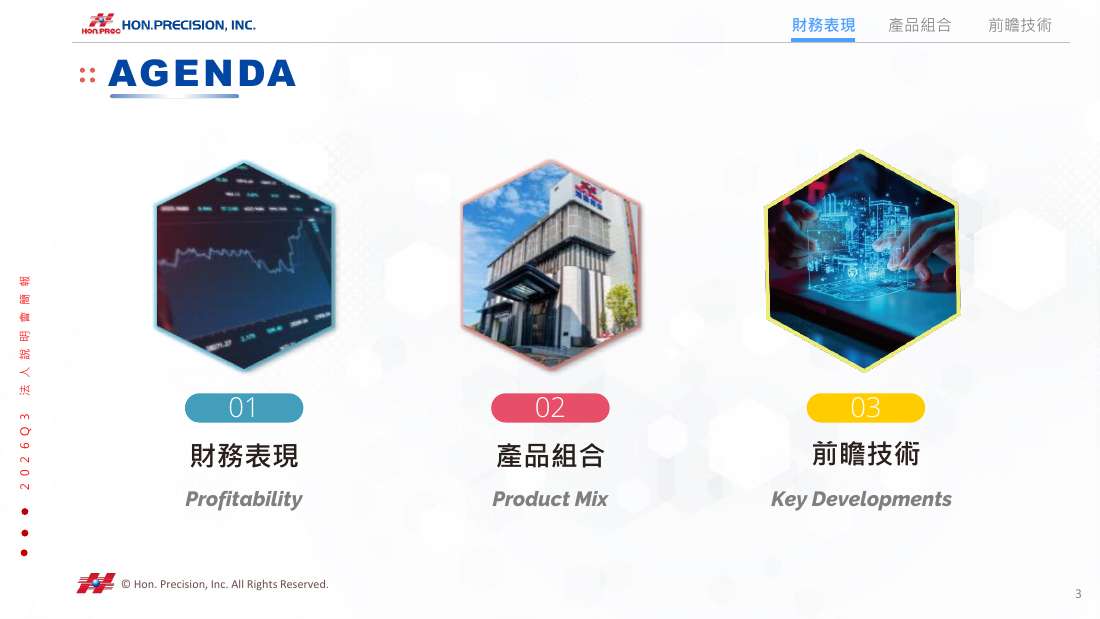 HON.PREC HON.PRECISION, INC.
財務表現 產品組合 前瞻技術
AGENDA
01
財務表現
Profitability
02
產品組合
Product Mix
03
前瞻技術
Key Developments
2026Q3 法人說明會簡報
© Hon. Precision, Inc. All Rights Reserved.
3